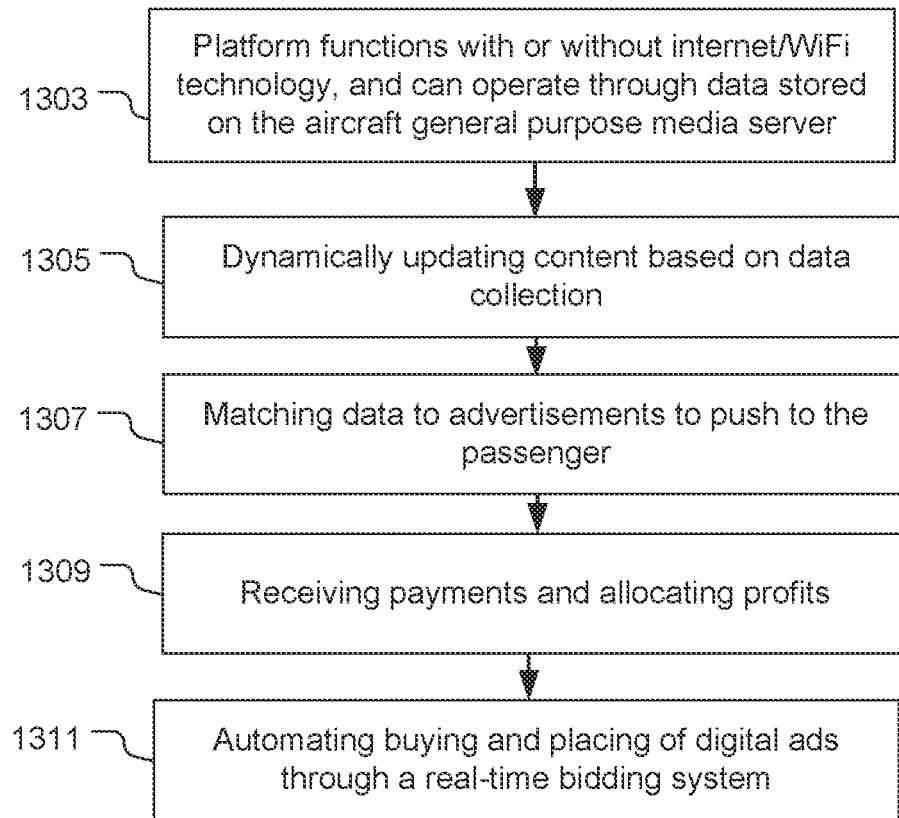 Platform functions with or without internet/WiFi
technology, and can operate through data stored
on the aircraft general purpose media server
1303
Dynamically updating content based on data
collection
1305
Matching data to advertisements to push to the
passenger
1307
Receiving payments and allocating profits
1309
Automating buying and placing of digital ads
through a real-time bidding system
1311